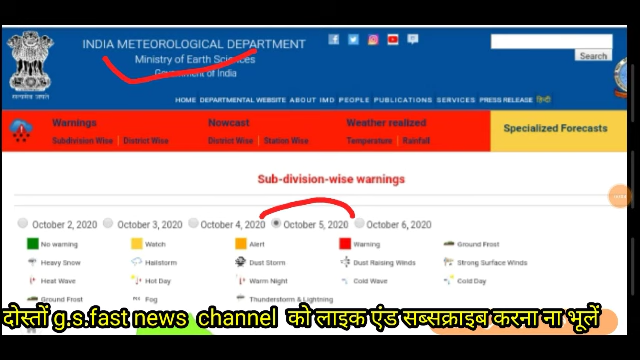 INDIA METEOROLOGICAL DEPARTMENT
Ministry of Earth Sciences
Government of India
Search
HOME DEPARTMENTAL WEBSITE ABOUT IMD PEOPLE PUBLICATIONS SERVICES PRESS RELEASE हिन्दी
Warnings Nowcast Weather realized Specialized Forecasts
Subdivision Wise District Wise District Wise Station Wise Temperature Rainfall
Sub-division-wise warnings
October 2, 2020 October 3, 2020 October 4, 2020 October 5, 2020 October 6, 2020
No warning Watch Alert Warning Ground Frost
Heavy Snow Hailstorm Dust Storm Dust Raising Winds Strong Surface Winds
Heat Wave Hot Day Warm Night Cold Wave Cold Day
Ground Frost Fog Thunderstorm & Lightning
दोस्तों g.s.fast news channel को लाइक एंड सब्सक्राइब करना ना भूलें